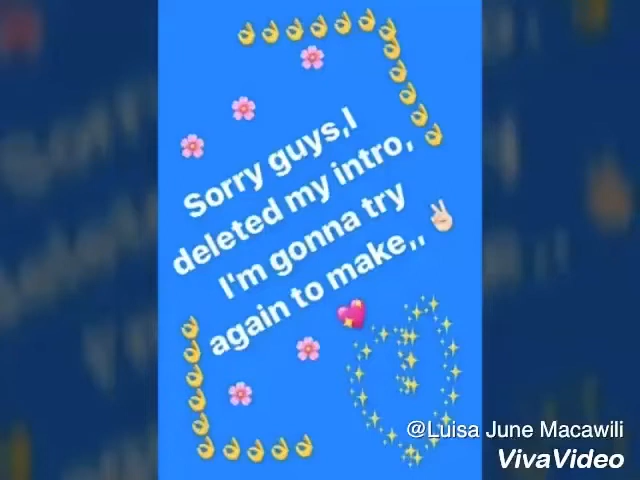 Sorry guys,I
deleted my intro,
I'm gonna try
again to make,,
@Luisa June Macawili
VivaVideo